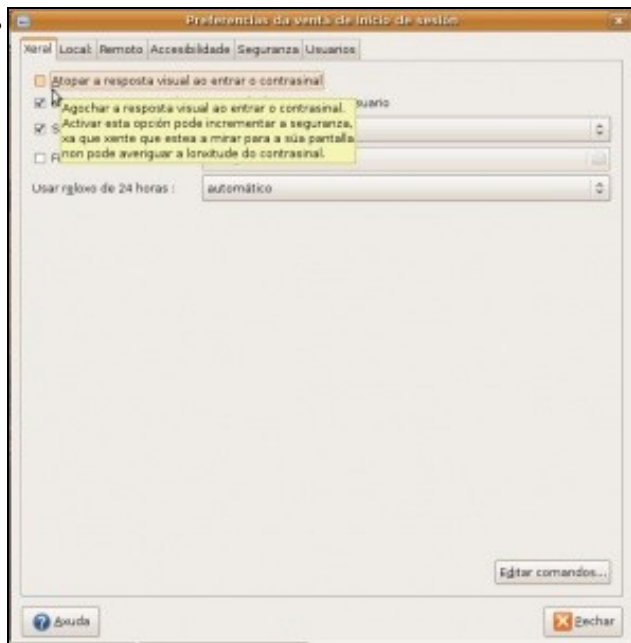 Preferencias da venta de inicio de sesión
Xeral Local: Remoto Accesibilidade Seguranza Usuarios
Atopar a resposta visual ao entrar o contrasinal
suario
Agochar a resposta visual ao entrar o contrasinal.
Activar esta opción pode incrementar a seguranza,
xa que xente que estea a mirar para a súa pantalla
non pode averiguar a lonxitude do contrasinal.
S
Usar reloxo de 24 horas : automático
Editar comandos...
Axuda Pechar